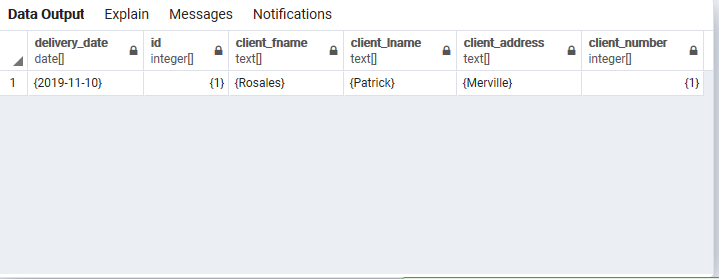 Data Output Explain Messages Notifications
delivery_date id client_fname client_lname client_address client_number
date[] integer[] text[] text[] text[] integer[]
1 {2019-11-10} {1} {Rosales} {Patrick} {Merville} {1}